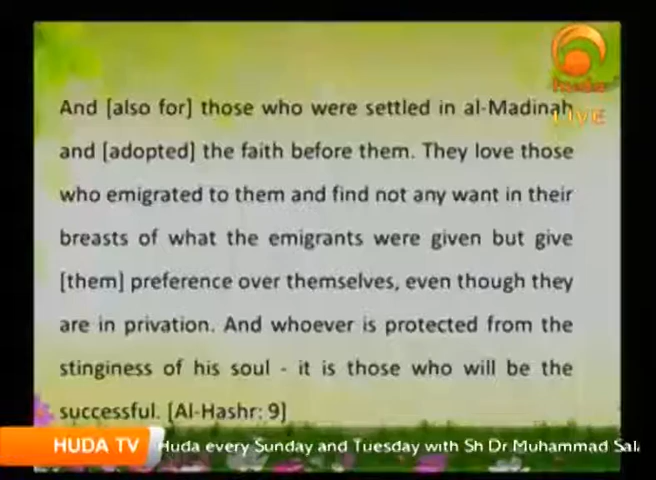 Huda
LIVE
And [also for] those who were settled in al-Madinah
and [adopted] the faith before them. They love those
who emigrated to them and find not any want in their
breasts of what the emigrants were given but give
[them] preference over themselves, even though they
are in privation. And whoever is protected from the
stinginess of his soul - it is those who will be the
successful. [Al-Hashr: 9]
HUDA TV
Huda every Sunday and Tuesday with Sh Dr.Muhammad Sala